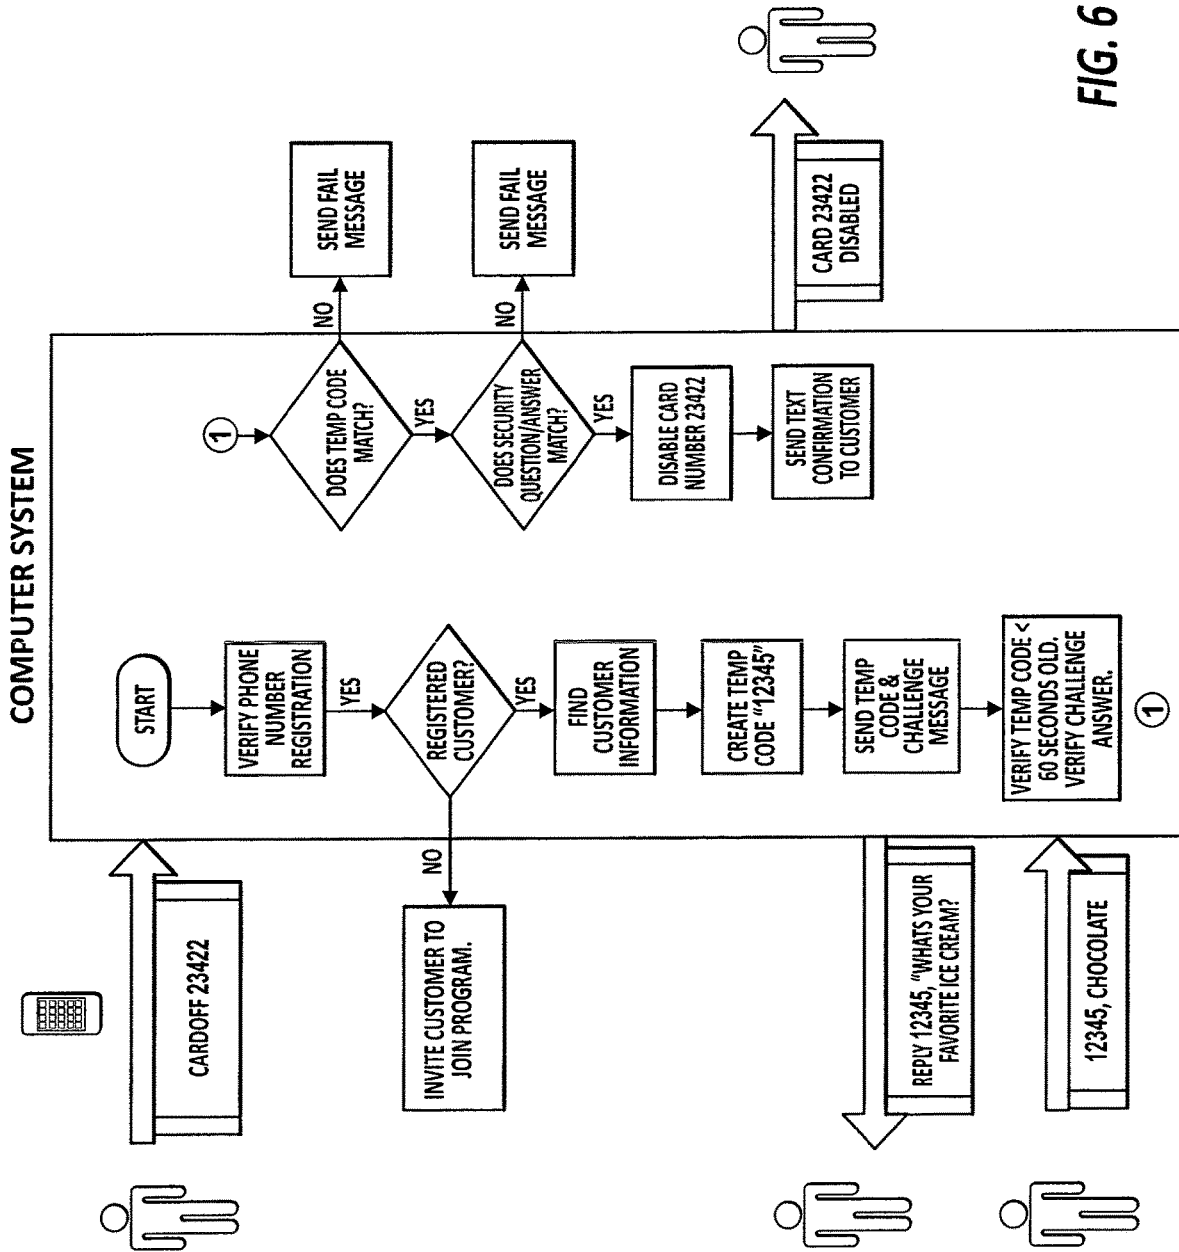 COMPUTER SYSTEM
CARDOFF 23422
START
VERIFY PHONE
NUMBER
REGISTRATION
YES
REGISTERED
CUSTOMER?
NO
INVITE CUSTOMER TO
JOIN PROGRAM.
YES
FIND
CUSTOMER
INFORMATION
CREATE TEMP
CODE "12345"
SEND TEMP
CODE &
CHALLENGE
MESSAGE
REPLY 12345, "WHATS YOUR
FAVORITE ICE CREAM?
12345, CHOCOLATE
VERIFY TEMP CODE <
60 SECONDS OLD.
VERIFY CHALLENGE
ANSWER.
1
1
DOES TEMP CODE
MATCH?
NO
SEND FAIL
MESSAGE
YES
DOES SECURITY
QUESTION/ANSWER
MATCH?
NO
SEND FAIL
MESSAGE
YES
DISABLE CARD
NUMBER 23422
SEND TEXT
CONFIRMATION
TO CUSTOMER
CARD 23422
DISABLED
FIG. 6